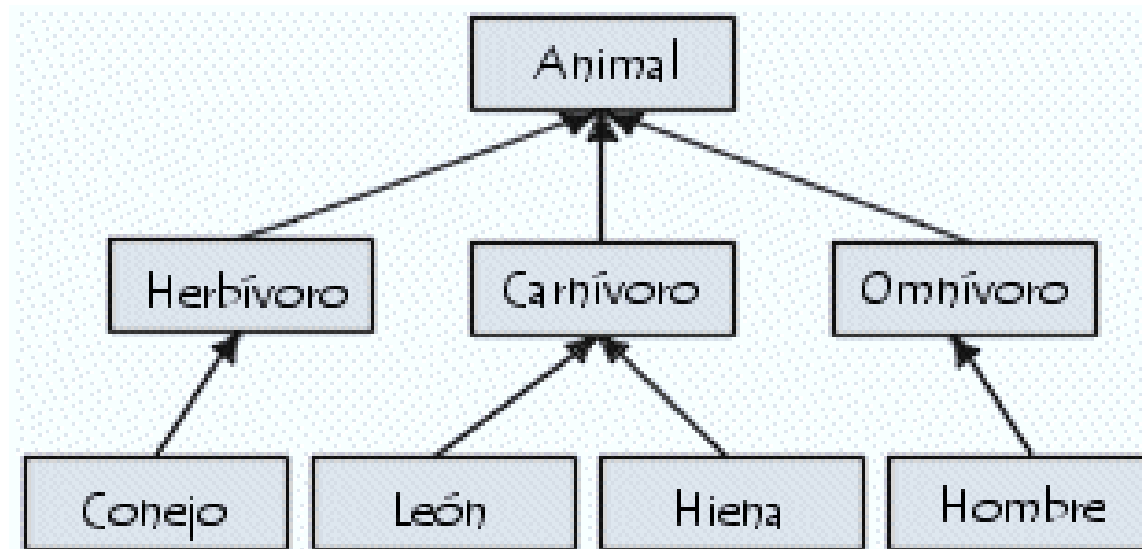 Animal
Herbívoro
Carnívoro
Omnívoro
Conejo
León
Hiena
Hombre